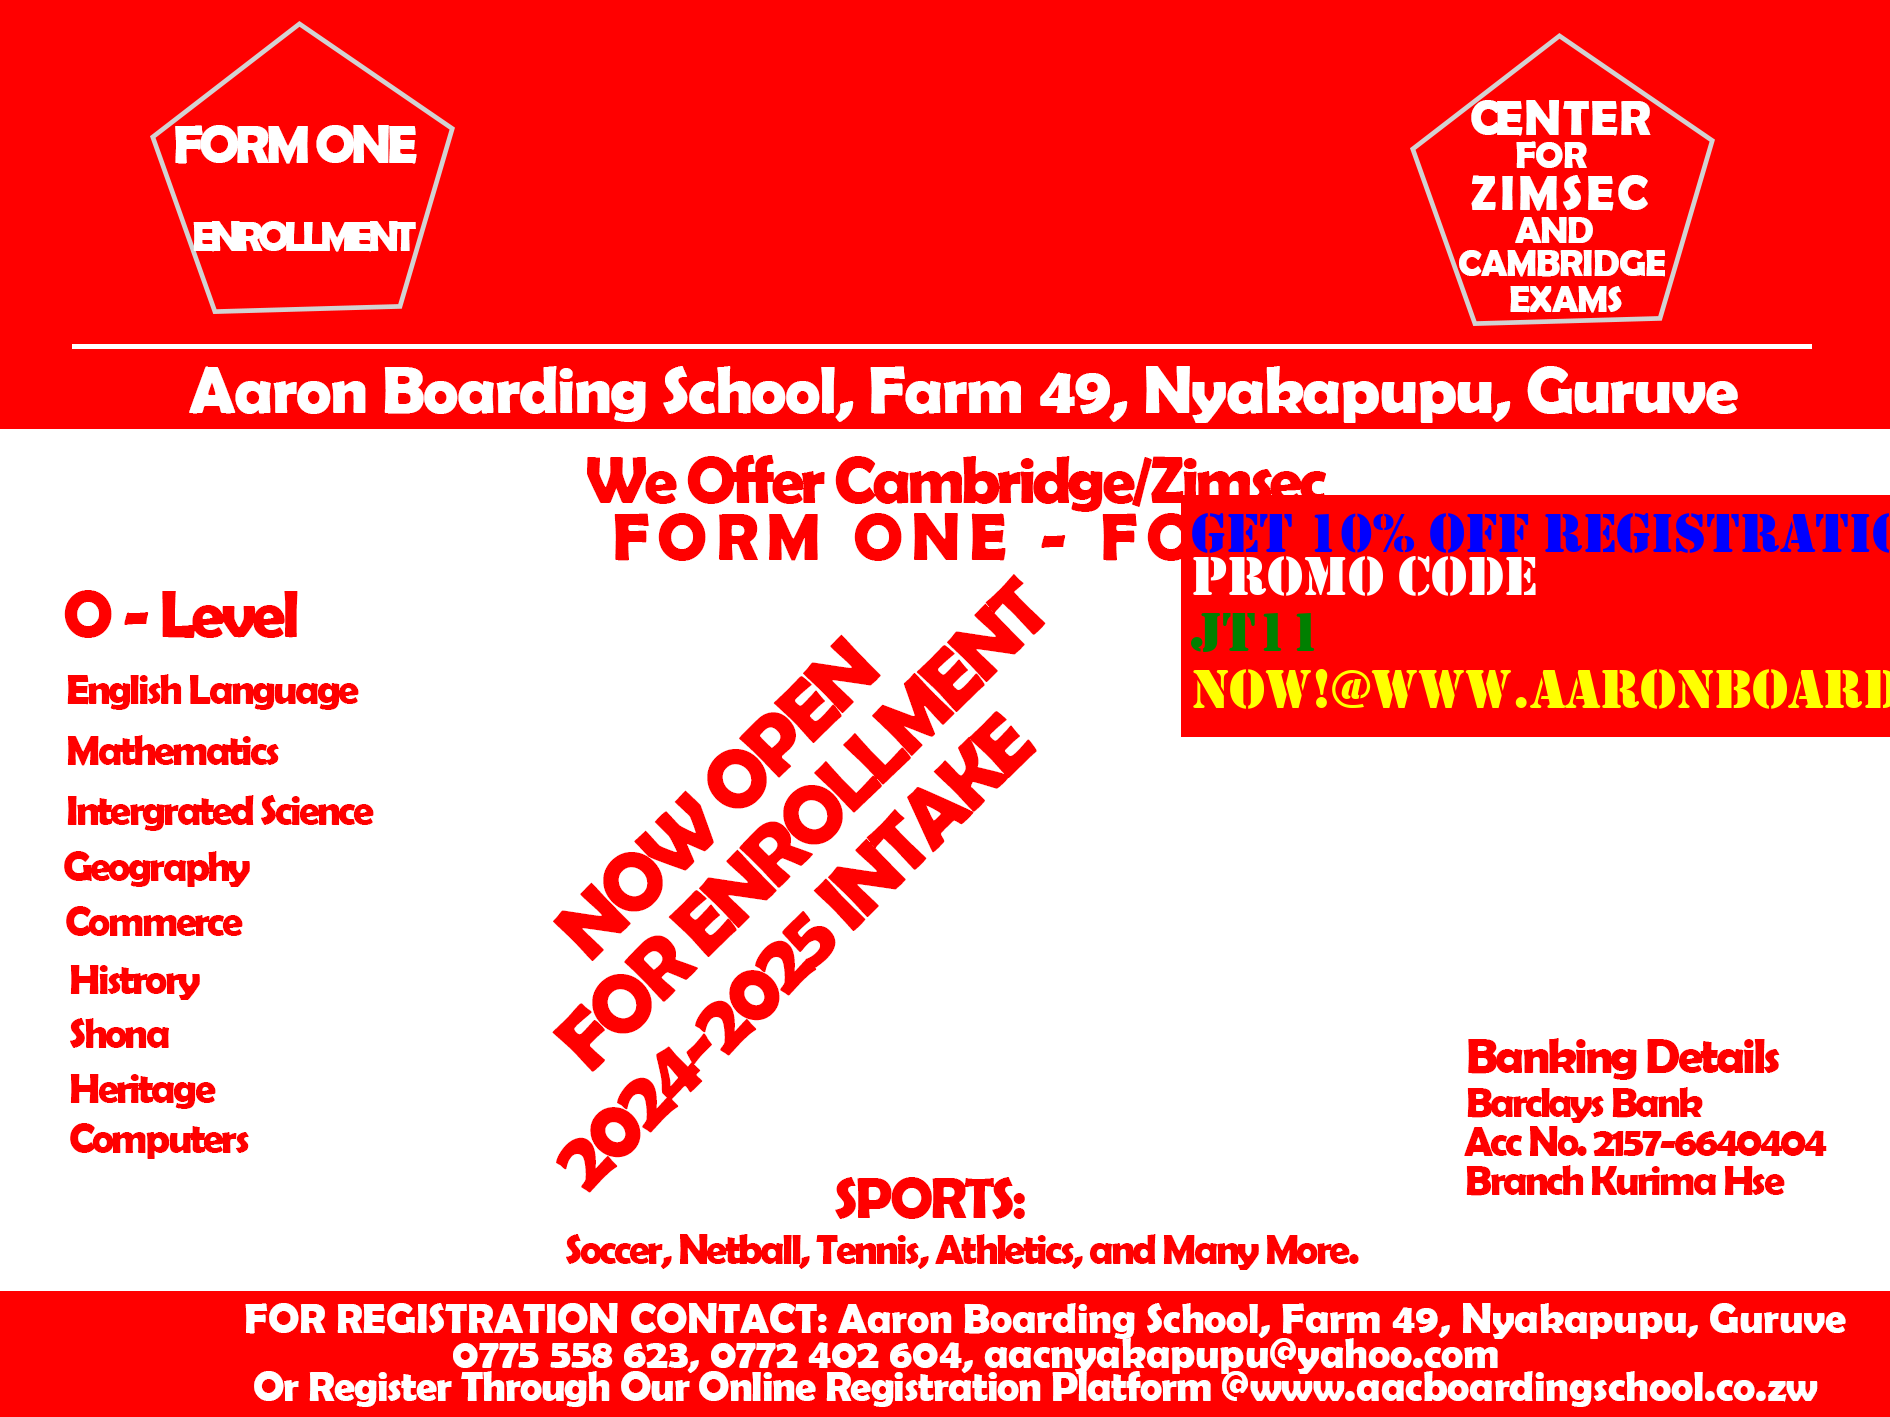 FORM ONE
ENROLLMENT
CENTER
FOR
ZIMSEC
AND
CAMBRIDGE
EXAMS
Aaron Boarding School, Farm 49, Nyakapupu, Guruve
We Offer Cambridge/Zimsec
FORM ONE - FO
GET 10% OFF REGISTRATIO
PROMO CODE
JT11
NOW!@WWW.AARONBOARD
O - Level
English Language
Mathematics
Intergrated Science
Geography
Commerce
Histrory
Shona
Heritage
Computers
NOW OPEN
FOR ENROLLMENT
2024-2025 INTAKE
Banking Details
Barclays Bank
Acc No. 2157-6640404
Branch Kurima Hse
SPORTS:
Soccer, Netball, Tennis, Athletics, and Many More.
FOR REGISTRATION CONTACT: Aaron Boarding School, Farm 49, Nyakapupu, Guruve
0775 558 623, 0772 402 604, aacnyakapupu@yahoo.com
Or Register Through Our Online Registration Platform @www.aacboardingschool.co.zw